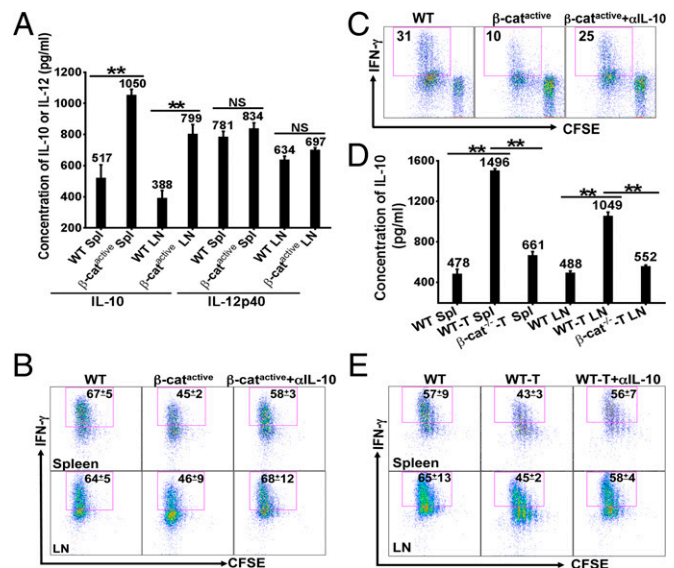 A
Concentration of IL-10 or IL-12 (pg/ml)
1200
1000
800
600
400
200
**
**
NS
NS
517
1050
388
799
781
834
634
697
WT Spl
β-catactive Spl
WT LN
β-catactive LN
WT Spl
β-catactive Spl
WT LN
β-catactive LN
IL-10
IL-12p40
B
WT
β-catactive
β-catactive+αIL-10
IFN-γ
67±5
45±2
58±3
Spleen
64±5
46±9
68±12
LN
CFSE
C
WT
β-catactive
β-catactive+αIL-10
IFN-γ
31
10
25
CFSE
D
Concentration of IL-10
(pg/ml)
1600
1200
800
400
**
**
**
**
478
1496
661
488
1049
552
WT Spl
WT-T Spl
β-cat-/--T Spl
WT LN
WT-T LN
β-cat-/--T LN
E
WT
WT-T
WT-T+αIL-10
IFN-γ
57±9
43±3
56±7
Spleen
65±13
45±2
58±4
LN
CFSE